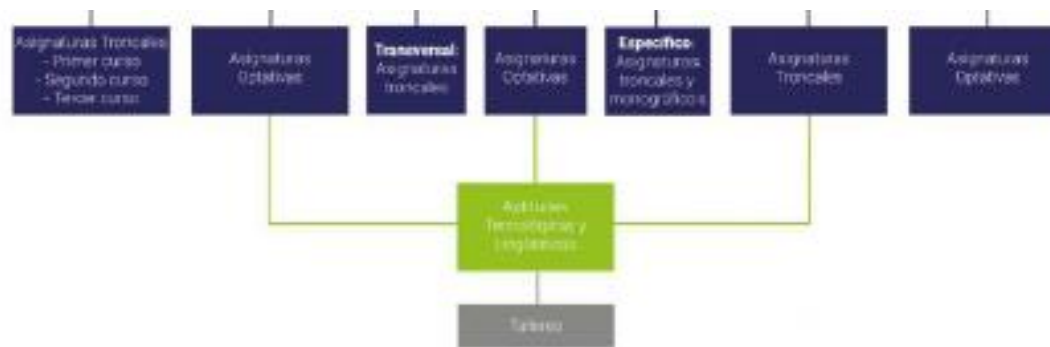 Asignaturas Troncales
- Primer curso
- Segundo curso
- Tercer curso
Asignaturas
Optativas
Transversal:
Asignaturas
troncales
Asignaturas
Optativas
Específico:
Asignaturas
troncales y
monográficos
Asignaturas
Troncales
Asignaturas
Optativas
Aptitudes
Tecnológicas y
Lingüísticas
Talleres